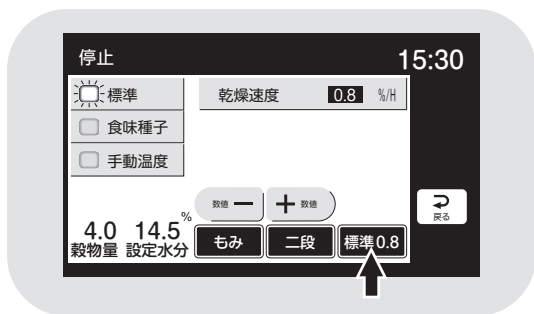 停止 15:30
標準 乾燥速度 0.8 %/H
食味種子
手動温度
数値 ー ＋ 数値
戻る
4.0 14.5%
穀物量 設定水分
もみ 二段 標準0.8